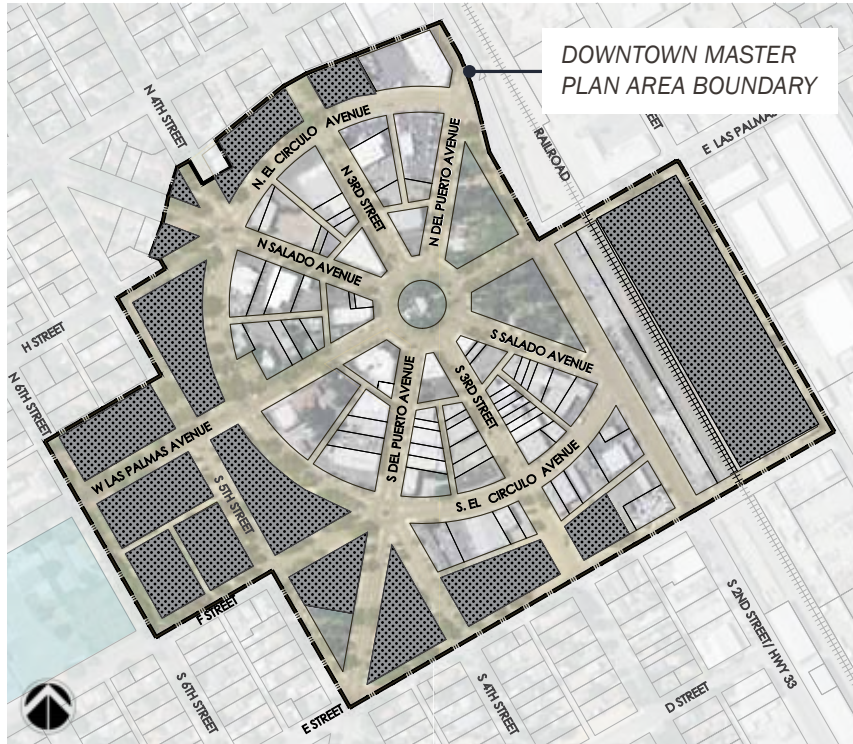 DOWNTOWN MASTER
PLAN AREA BOUNDARY
N 4TH STREET
E LAS PALMAS
RAILROAD
N. EL CIRCULO AVENUE
N 3RD STREET
N DEL PUERTO AVENUE
N SALADO AVENUE
H STREET
N 6TH STREET
S SALADO AVENUE
S 3RD STREET
S DEL PUERTO AVENUE
W LAS PALMAS AVENUE
S 5TH STREET
S. EL CIRCULO AVENUE
F STREET
S 2ND STREET/ HWY 33
S 6TH STREET
S 4TH STREET
D STREET
E STREET